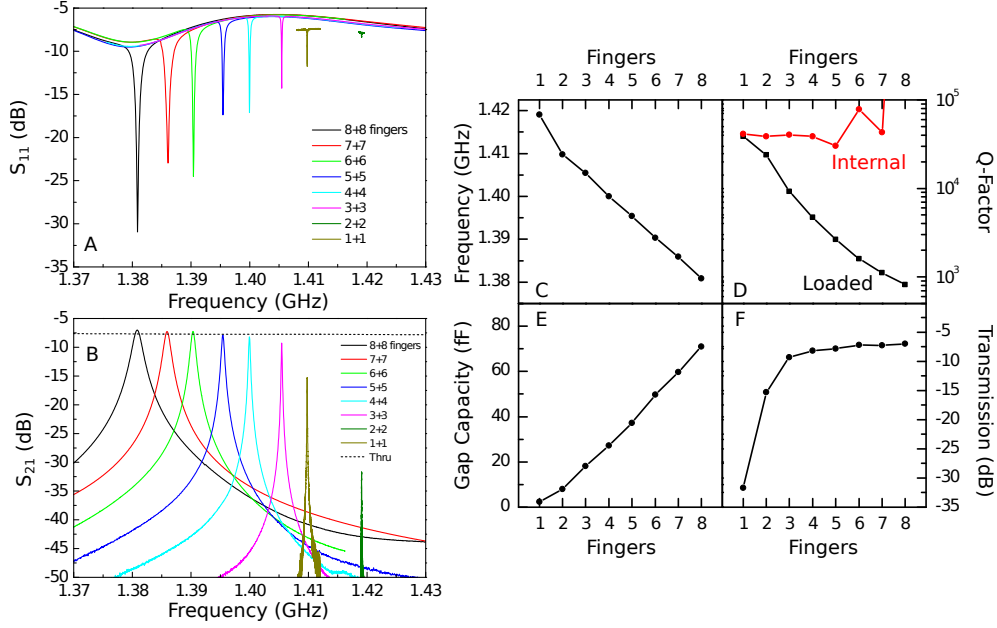 -5
-10
-15
-20
-25
-30
-35
S11 (dB)
8+8 fingers
7+7
6+6
5+5
4+4
3+3
2+2
1+1
A
1.37 1.38 1.39 1.40 1.41 1.42 1.43
Frequency (GHz)
-5
-10
-15
-20
-25
-30
-35
-40
-45
-50
S21 (dB)
B
8+8 fingers
7+7
6+6
5+5
4+4
3+3
2+2
1+1
Thru
1.37 1.38 1.39 1.40 1.41 1.42 1.43
Frequency (GHz)
Fingers
1 2 3 4 5 6 7 8
1.42
1.41
1.40
1.39
1.38
Frequency (GHz)
C
Fingers
1 2 3 4 5 6 7 8
10^5
10^4
10^3
Q-Factor
Internal
Loaded
D
80
60
40
20
0
Gap Capacity (fF)
E
1 2 3 4 5 6 7 8
Fingers
F
-5
-10
-15
-20
-25
-30
-35
Transmission (dB)
1 2 3 4 5 6 7 8
Fingers